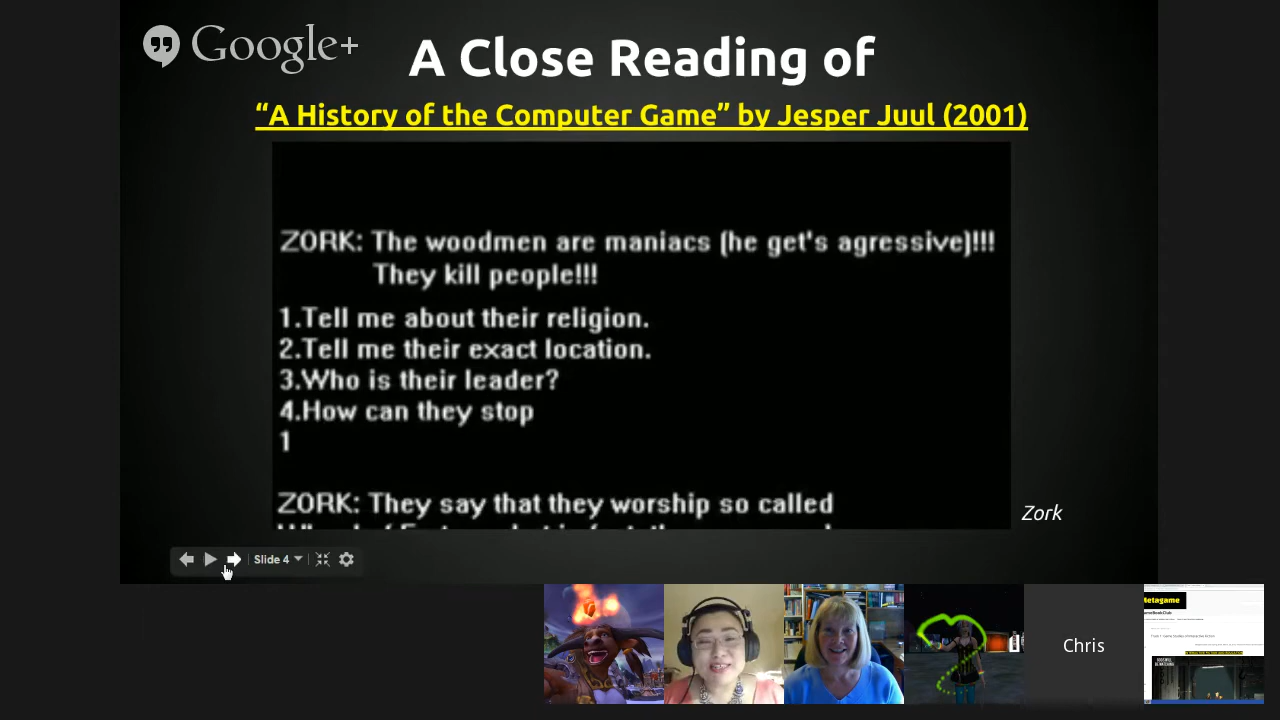 Google+
A Close Reading of
“A History of the Computer Game” by Jesper Juul (2001)
ZORK: The woodmen are maniacs (he get's agressive)!!!
They kill people!!!
1.Tell me about their religion.
2.Tell me their exact location.
3.Who is their leader?
4.How can they stop
1
ZORK: They say that they worship so called
Zork
Slide 4
Chris
Metagame